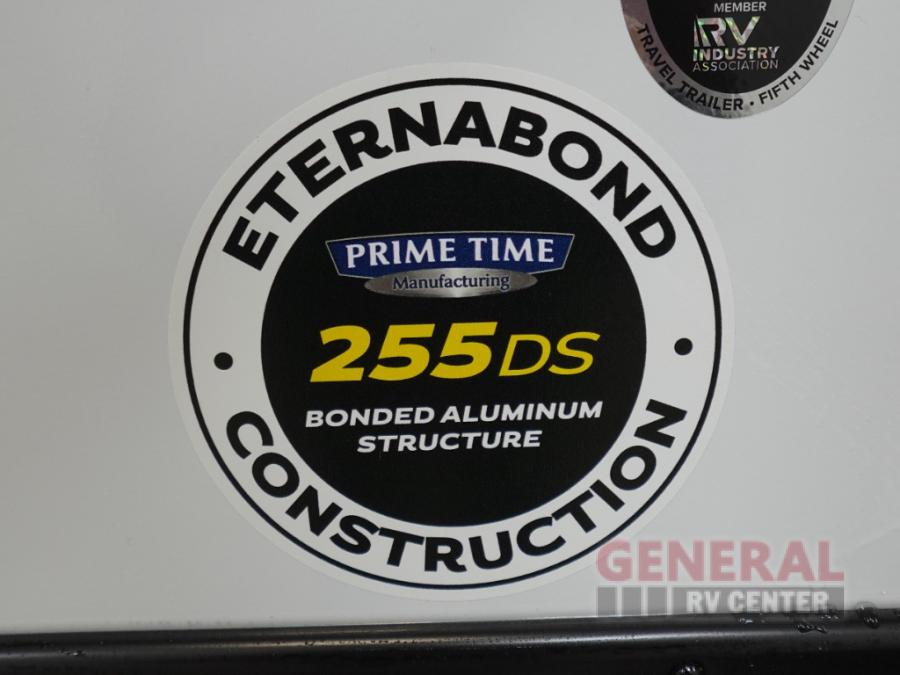 MEMBER
RV
INDUSTRY
ASSOCIATION
TRAVEL TRAILER • FIFTH WHEEL
ETERNABOND
PRIME TIME
Manufacturing
255DS
BONDED ALUMINUM
STRUCTURE
• CONSTRUCTION •
GENERAL
RV CENTER